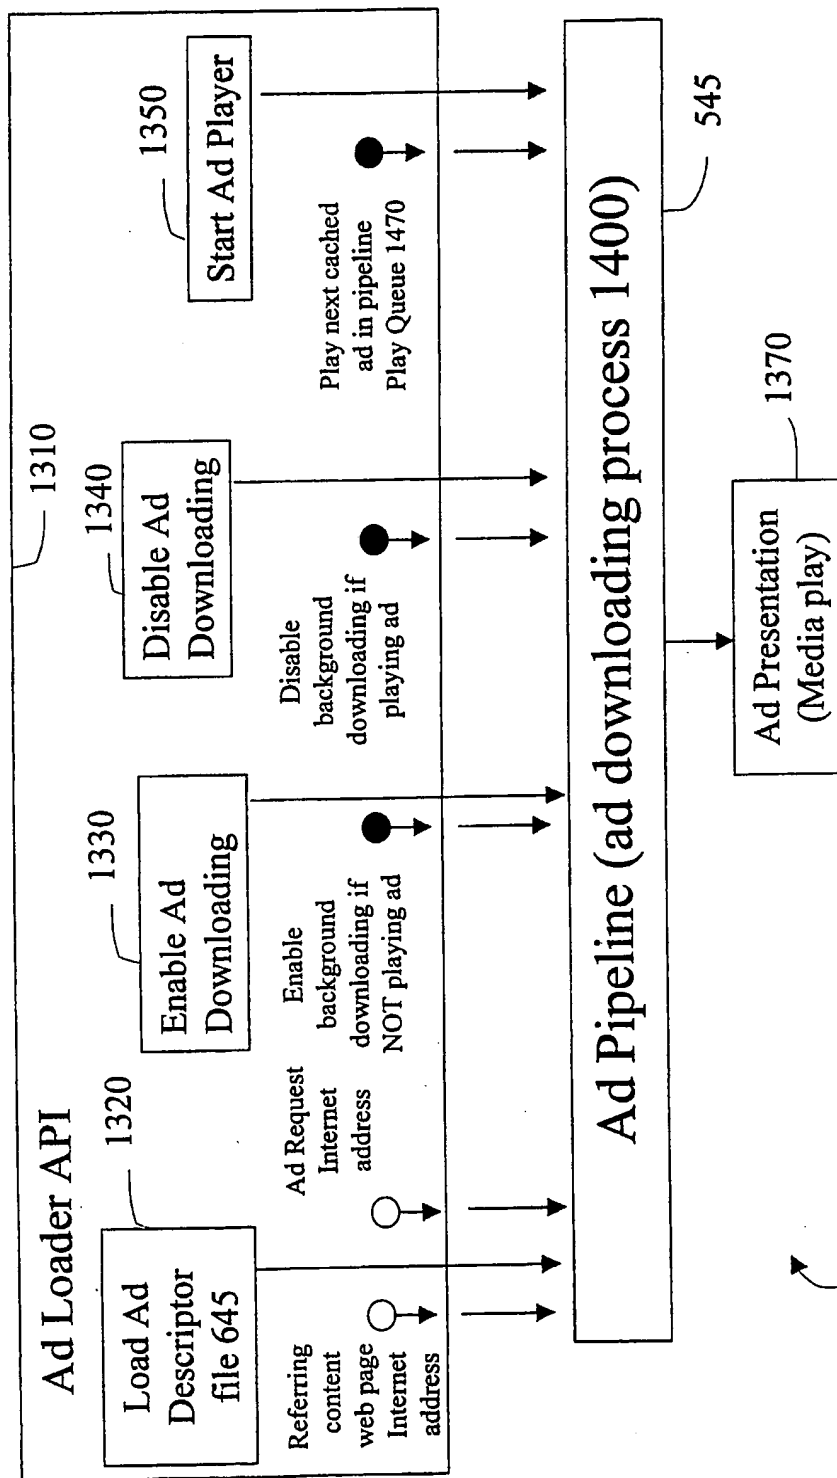 Ad Loader API
1310
1320
Load Ad
Descriptor
file 645
Referring
content
web page
Internet
address
Ad Request
Internet
address
1330
Enable Ad
Downloading
Enable
background
downloading if
NOT playing ad
1340
Disable Ad
Downloading
Disable
background
downloading if
playing ad
1350
Start Ad Player
Play next cached
ad in pipeline
Play Queue 1470
Ad Pipeline (ad downloading process 1400)
545
Ad Presentation
(Media play)
1370